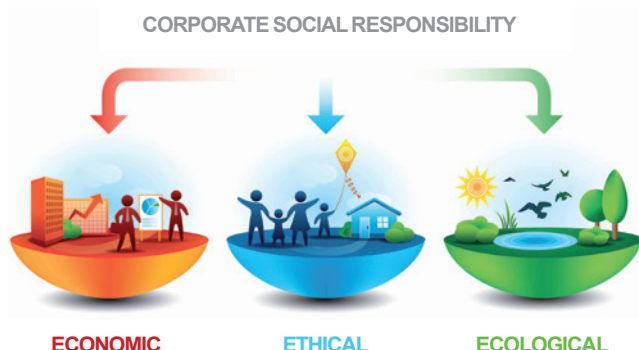 CORPORATE SOCIAL RESPONSIBILITY
ECONOMIC ETHICAL ECOLOGICAL